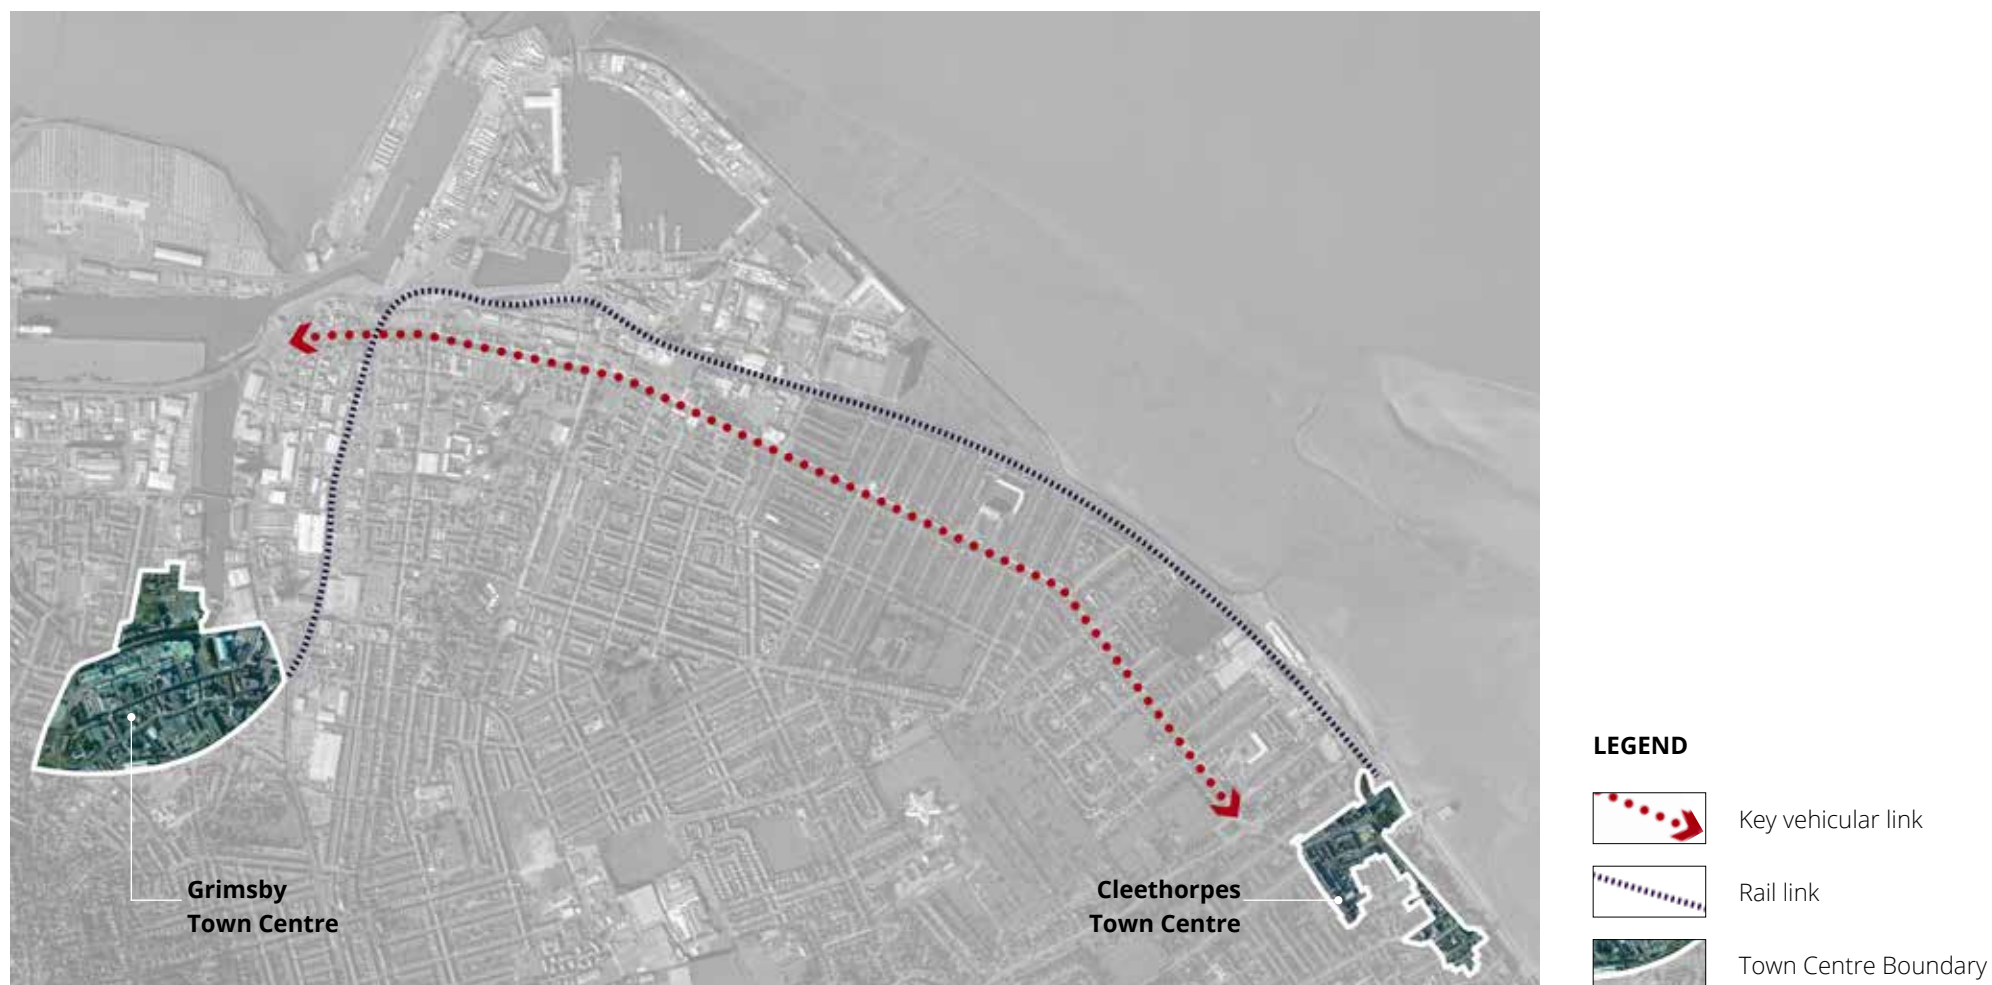 Grimsby
Town Centre
Cleethorpes
Town Centre
LEGEND
Key vehicular link
Rail link
Town Centre Boundary